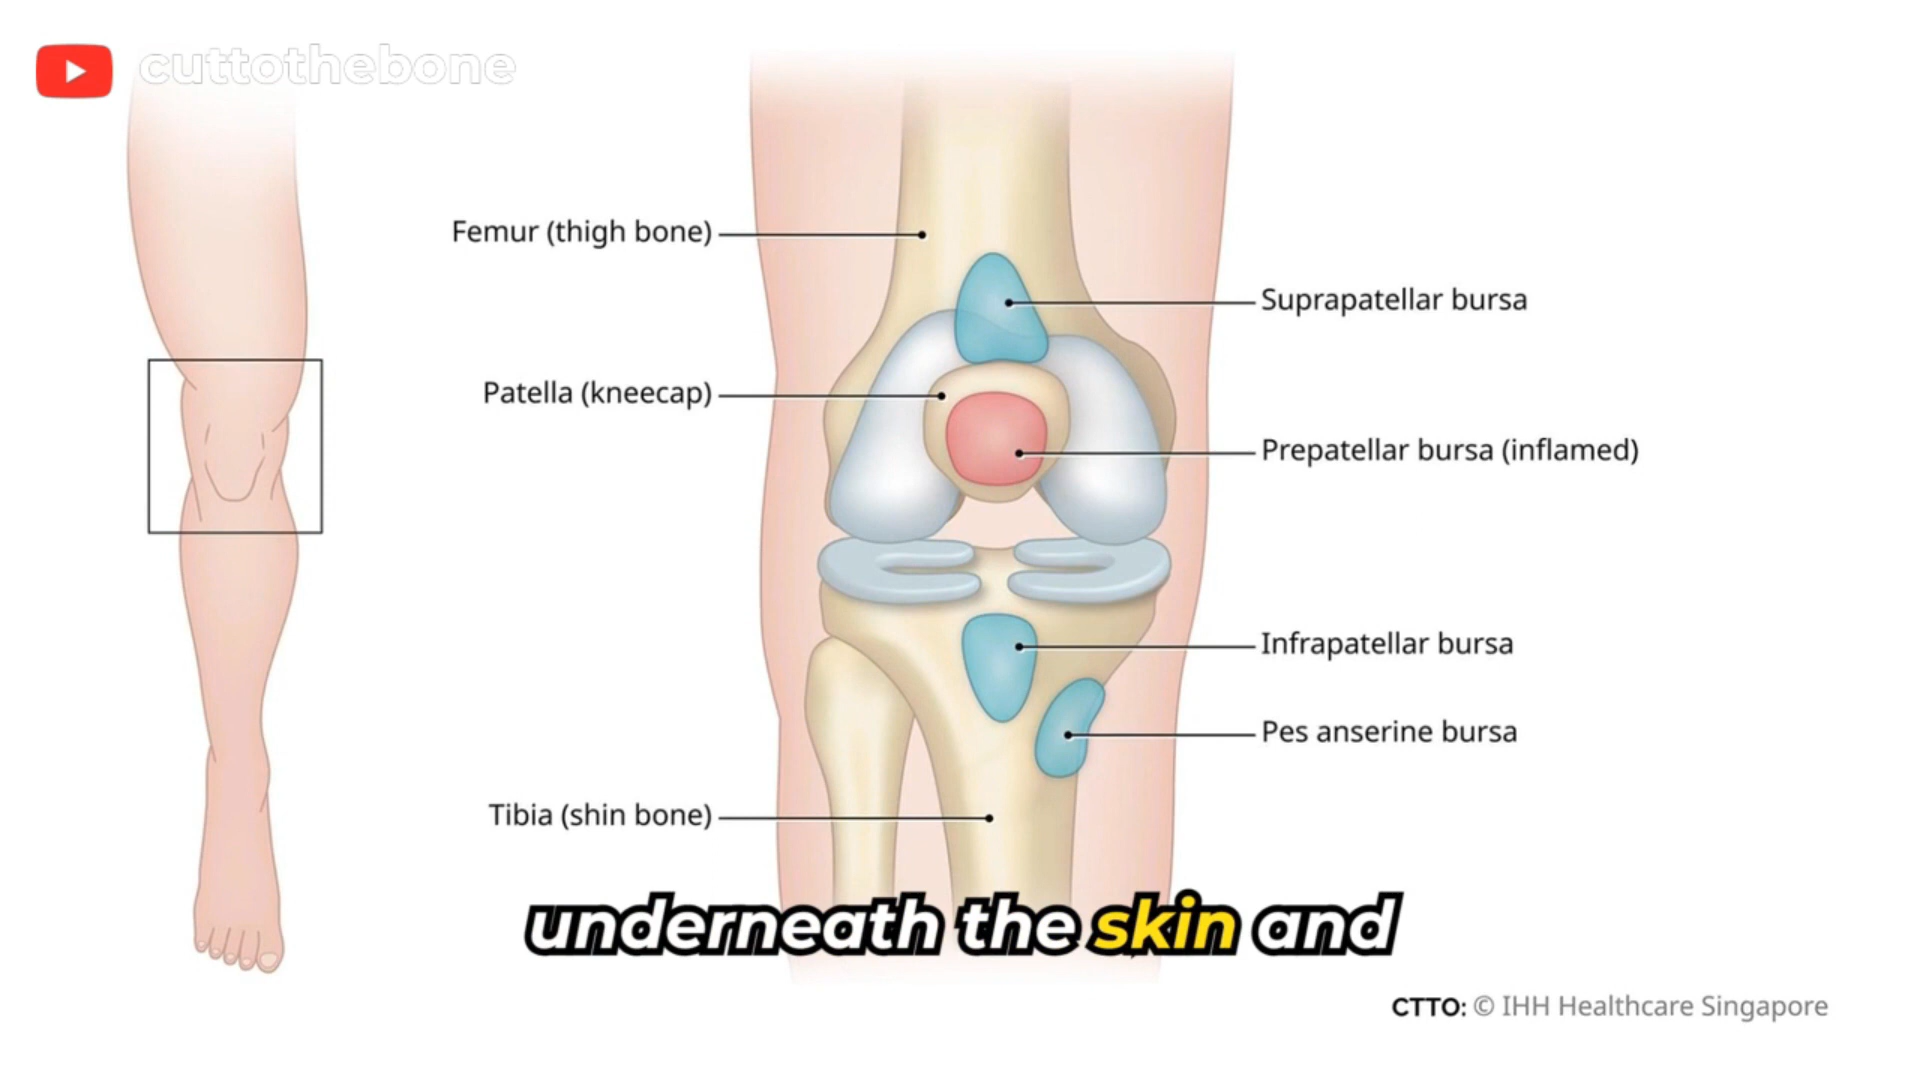 cuttothebone
Femur (thigh bone)
Suprapatellar bursa
Patella (kneecap)
Prepatellar bursa (inflamed)
Infrapatellar bursa
Pes anserine bursa
Tibia (shin bone)
underneath the skin and
CTTO: © IHH Healthcare Singapore